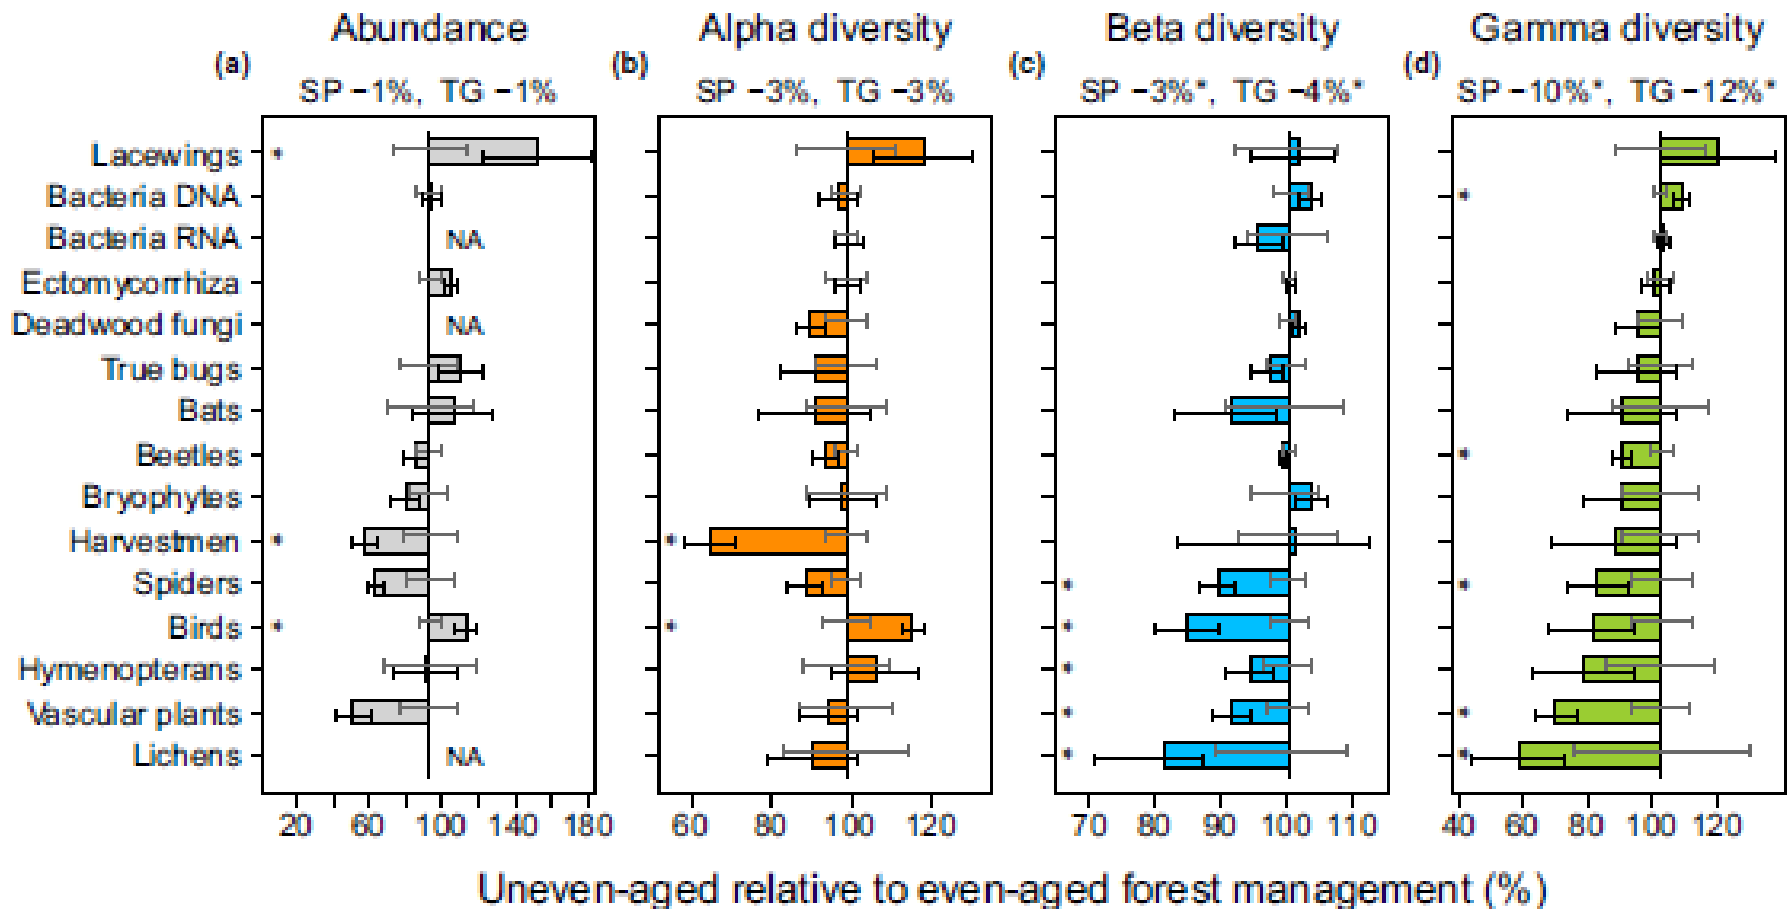 Abundance Alpha diversity Beta diversity Gamma diversity
(a) (b) (c) (d)
SP −1%, TG −1% SP −3%, TG −3% SP −3%*, TG −4%* SP −10%*, TG −12%*
Lacewings *
Bacteria DNA *
Bacteria RNA NA
Ectomycorrhiza
Deadwood fungi NA
True bugs
Bats
Beetles *
Bryophytes
Harvestmen * *
Spiders * *
Birds * * *
Hymenopterans *
Vascular plants * *
Lichens NA * *
20 60 100 140 180 60 80 100 120 70 80 90 100 110 40 60 80 100 120
Uneven-aged relative to even-aged forest management (%)